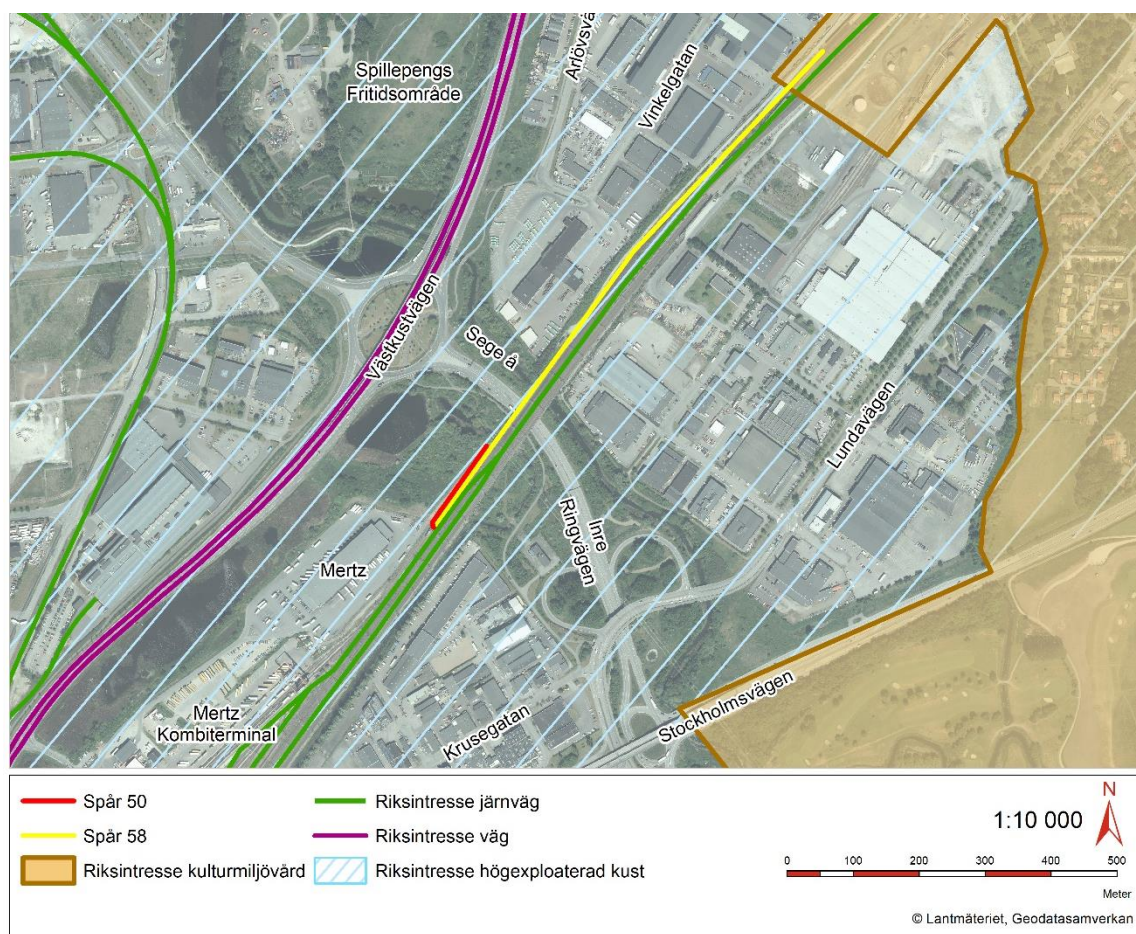 Spillepengs
Fritidsområde
Arlövsvä
Vinkelgatan
Västkustvägen
Sege å
Lundavägen
Inre
Ringvägen
Mertz
Mertz
Kombiterminal
Krusegatan
Stockholmsvägen
Spår 50
Spår 58
Riksintresse kulturmiljövård
Riksintresse järnväg
Riksintresse väg
Riksintresse högexploaterad kust
N
1:10 000
0 100 200 300 400 500
Meter
© Lantmäteriet, Geodatasamverkan